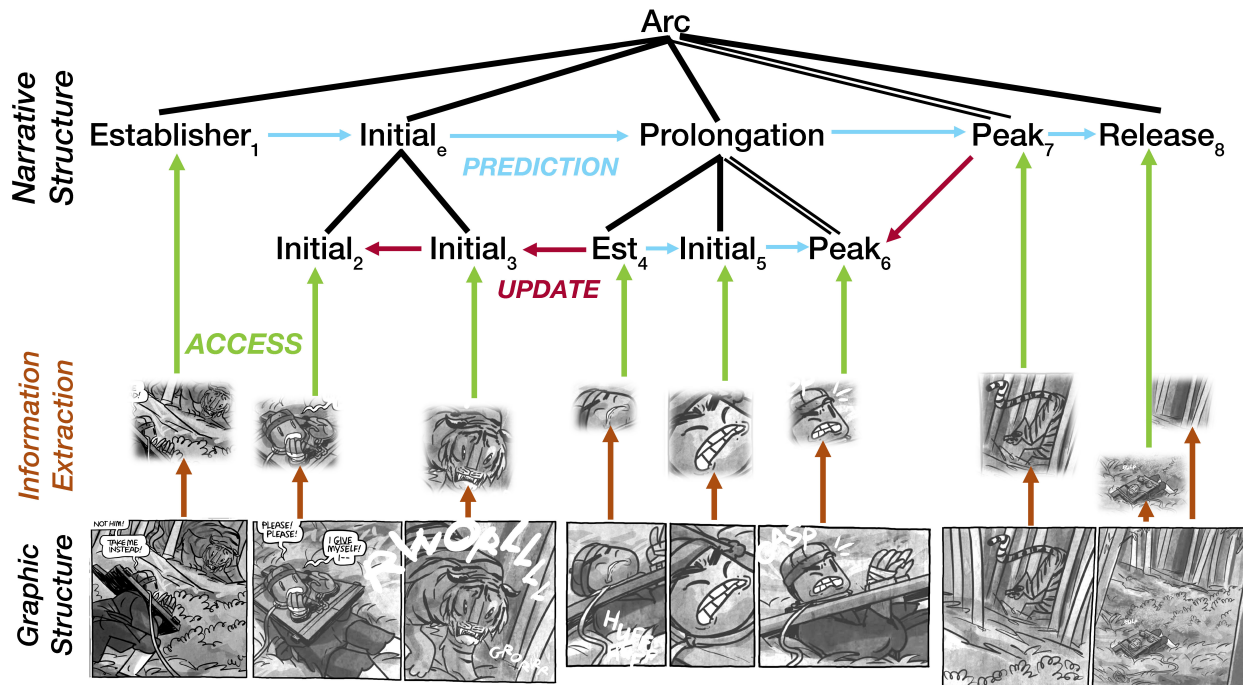 Arc
Narrative
Structure
Establisher1
Initiale
Prolongation
Peak7
Release8
PREDICTION
Initial2
Initial3
Est4
Initial5
Peak6
UPDATE
ACCESS
Information
Extraction
Graphic
Structure
NOT HIM!
TAKE ME
INSTEAD!
PLEASE!
PLEASE!
I GIVE
MYSELF!
I--
GASP